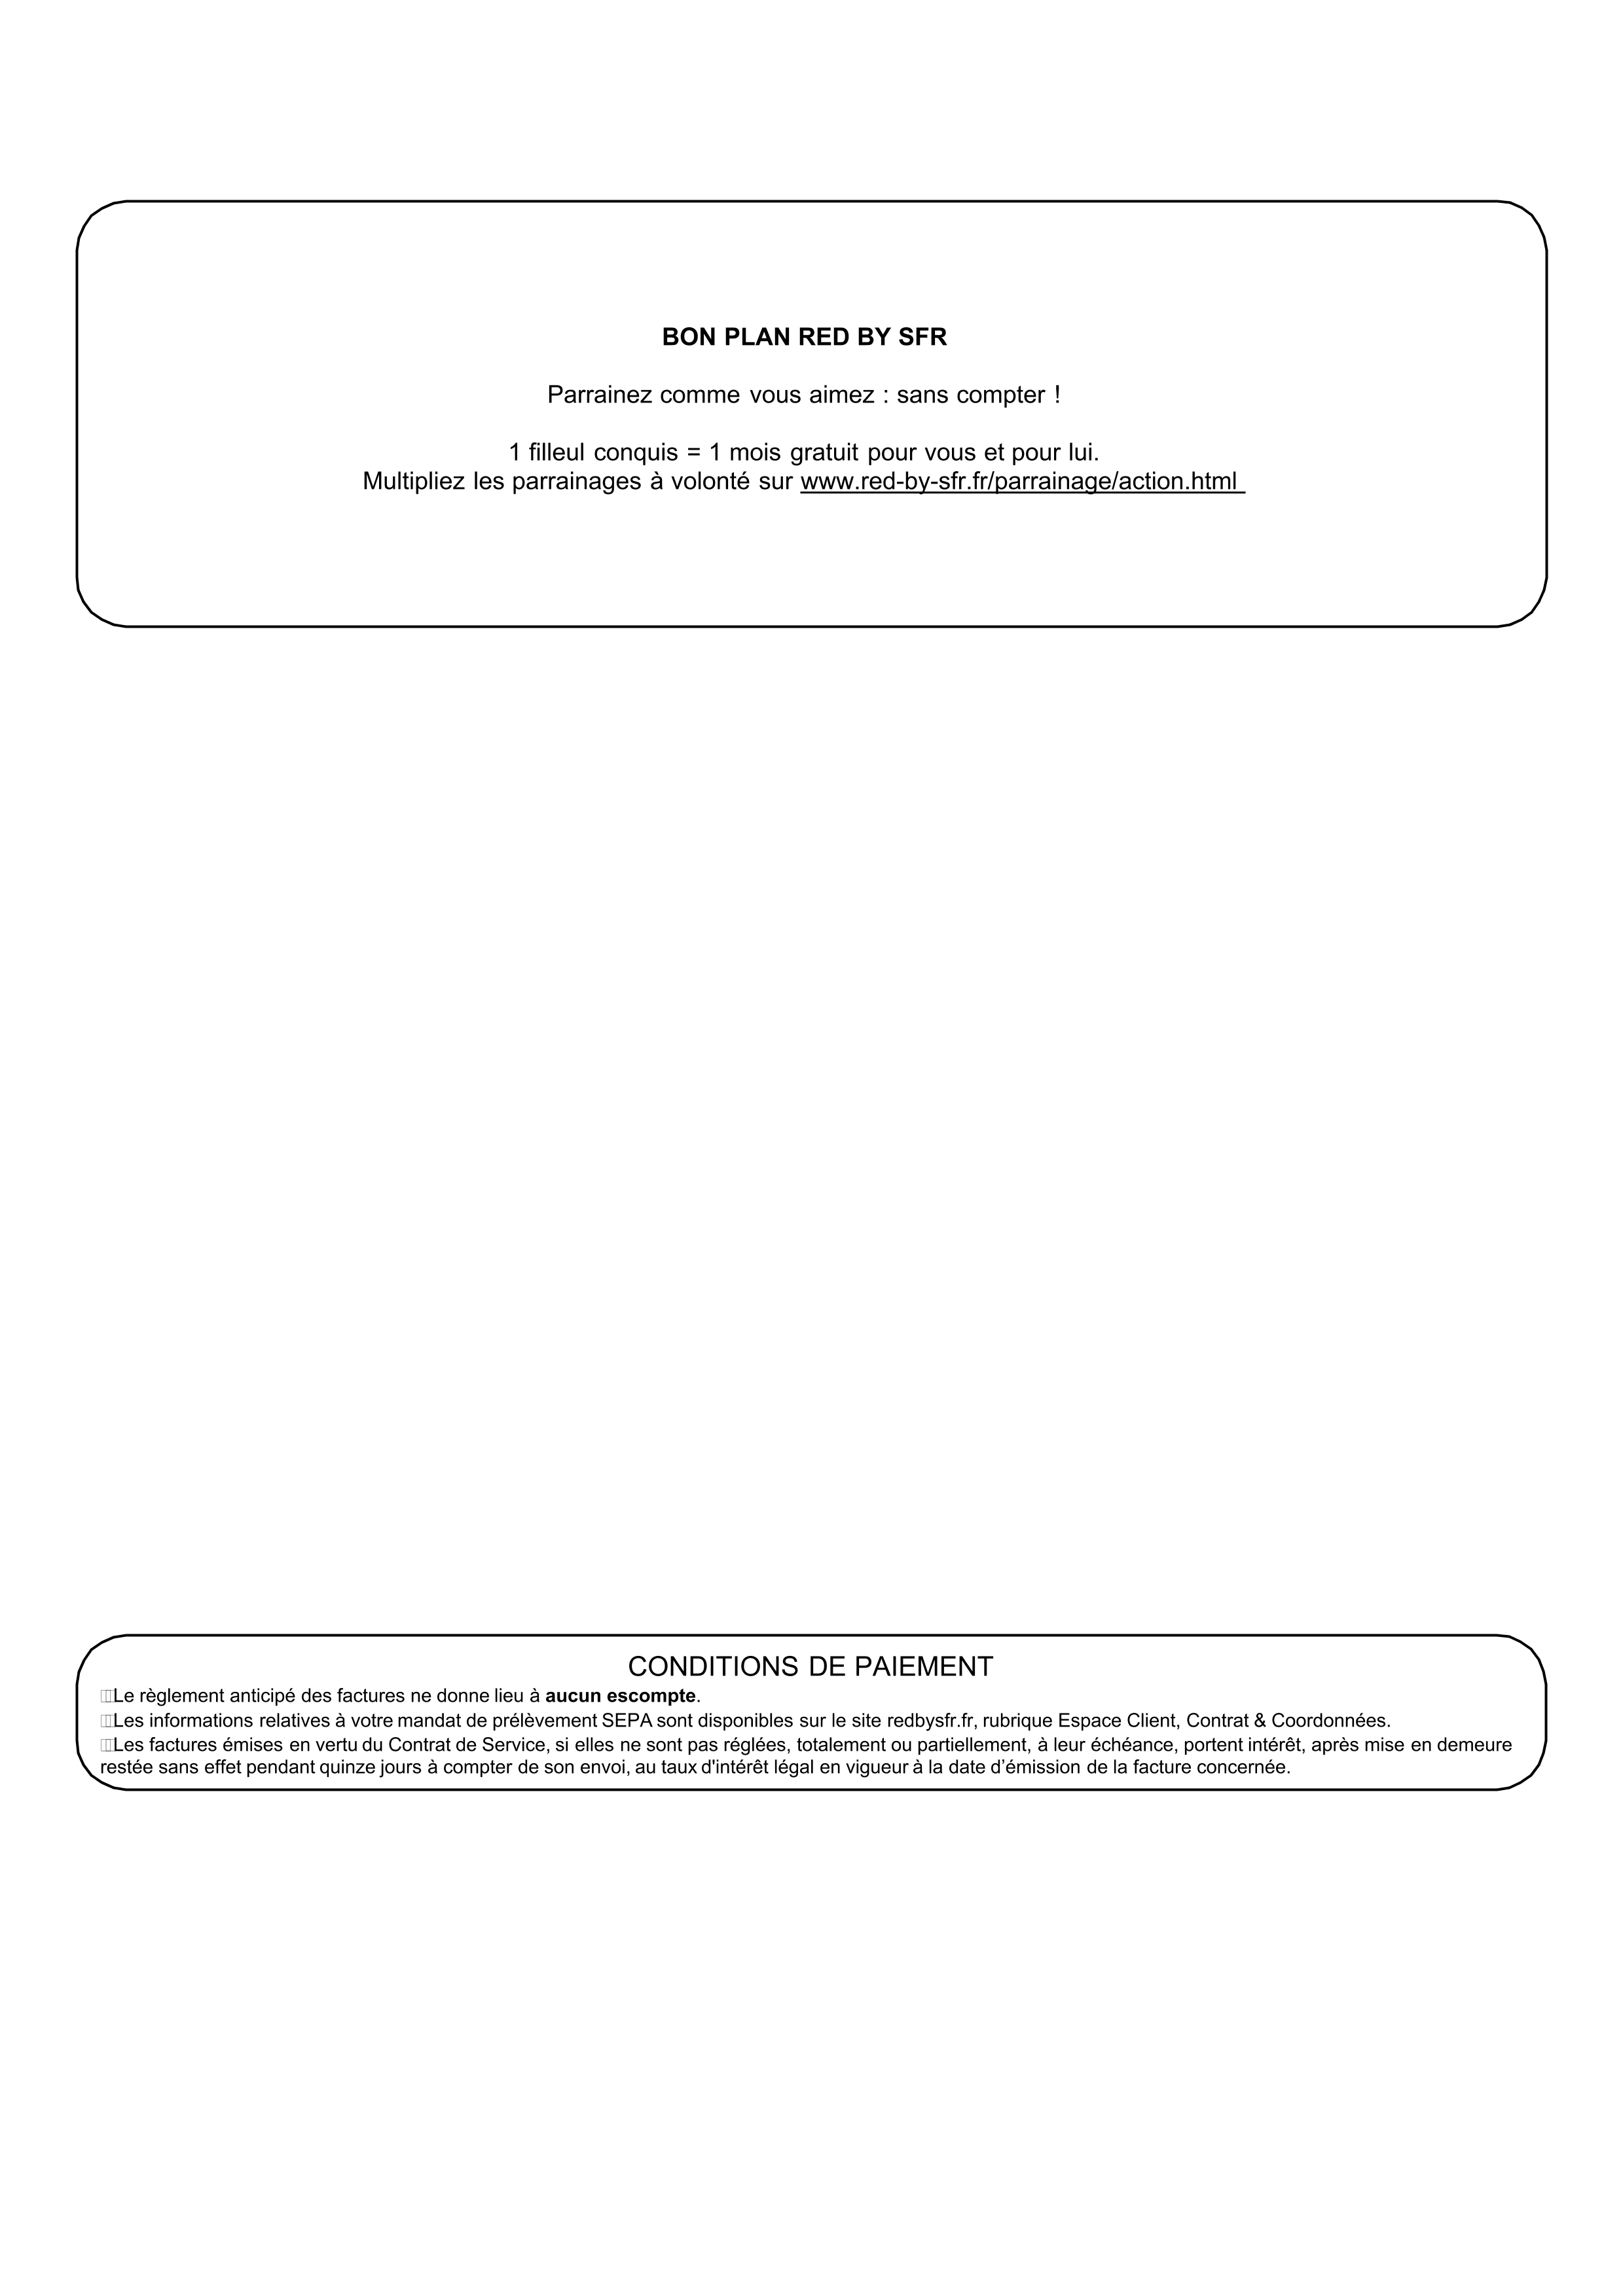 BON PLAN RED BY SFR
Parrainez comme vous aimez : sans compter !
1 filleul conquis = 1 mois gratuit pour vous et pour lui.
Multipliez les parrainages à volonté sur www.red-by-sfr.fr/parrainage/action.html
CONDITIONS DE PAIEMENT
Le règlement anticipé des factures ne donne lieu à aucun escompte.
Les informations relatives à votre mandat de prélèvement SEPA sont disponibles sur le site redbysfr.fr, rubrique Espace Client, Contrat & Coordonnées.
Les factures émises en vertu du Contrat de Service, si elles ne sont pas réglées, totalement ou partiellement, à leur échéance, portent intérêt, après mise en demeure
restée sans effet pendant quinze jours à compter de son envoi, au taux d'intérêt légal en vigueur à la date d’émission de la facture concernée.